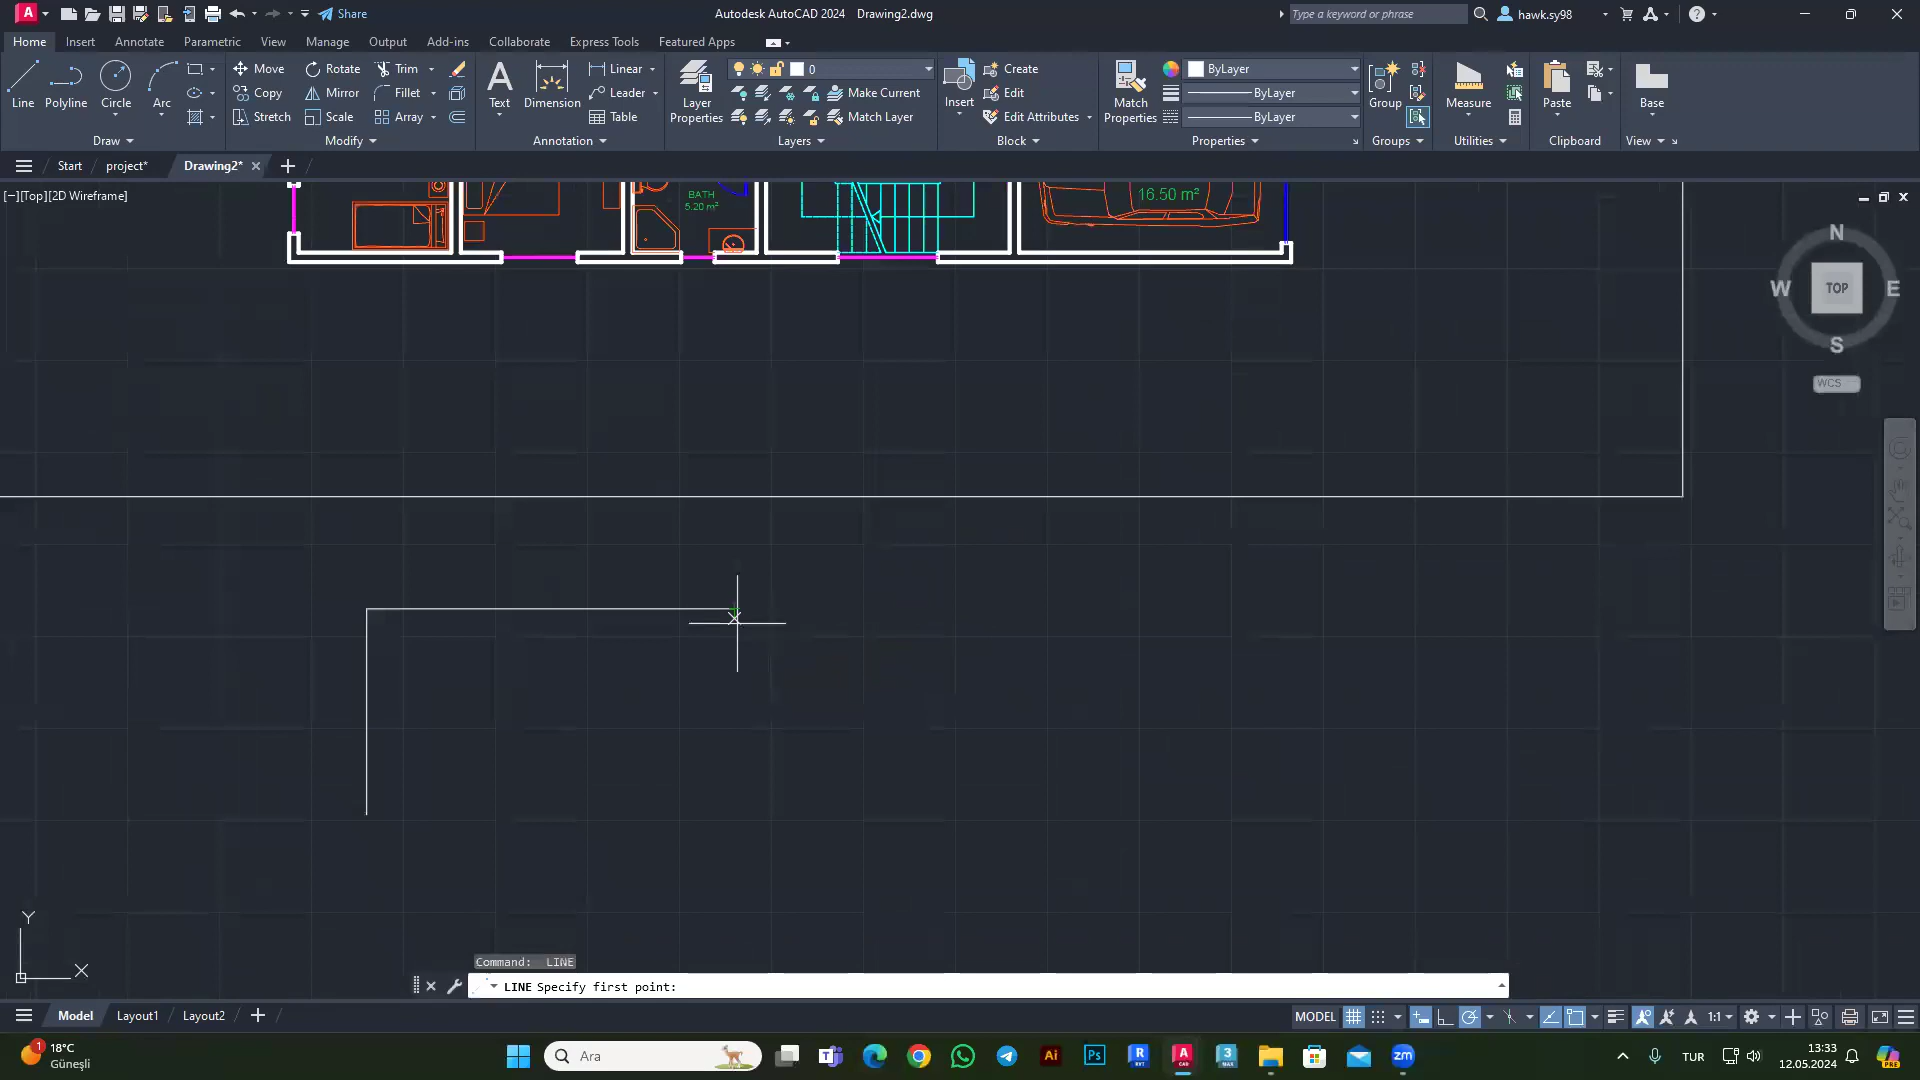 Share
Autodesk AutoCAD 2024   Drawing2.dwg
Type a keyword or phrase
hawk.sy98
Home Insert Annotate Parametric View Manage Output Add-ins Collaborate Express Tools Featured Apps
Line Polyline Circle Arc
Move Rotate Trim
Copy Mirror Fillet
Stretch Scale Array
Text Dimension
Linear
Leader
Table
Layer Properties
0
Make Current
Match Layer
Insert
Create
Edit
Edit Attributes
Match Properties
ByLayer
ByLayer
ByLayer
Group
Measure
Paste
Base
Draw Modify Annotation Layers Block Properties Groups Utilities Clipboard View
Start project* Drawing2*
[−][Top][2D Wireframe]
BATH
5.20 m²
16.50 m²
N
W TOP E
S
WCS
Y
X
Command: LINE
LINE Specify first point:
Model Layout1 Layout2
MODEL
1:1
18°C
Güneşli
Ara
TUR
13:33
12.05.2024